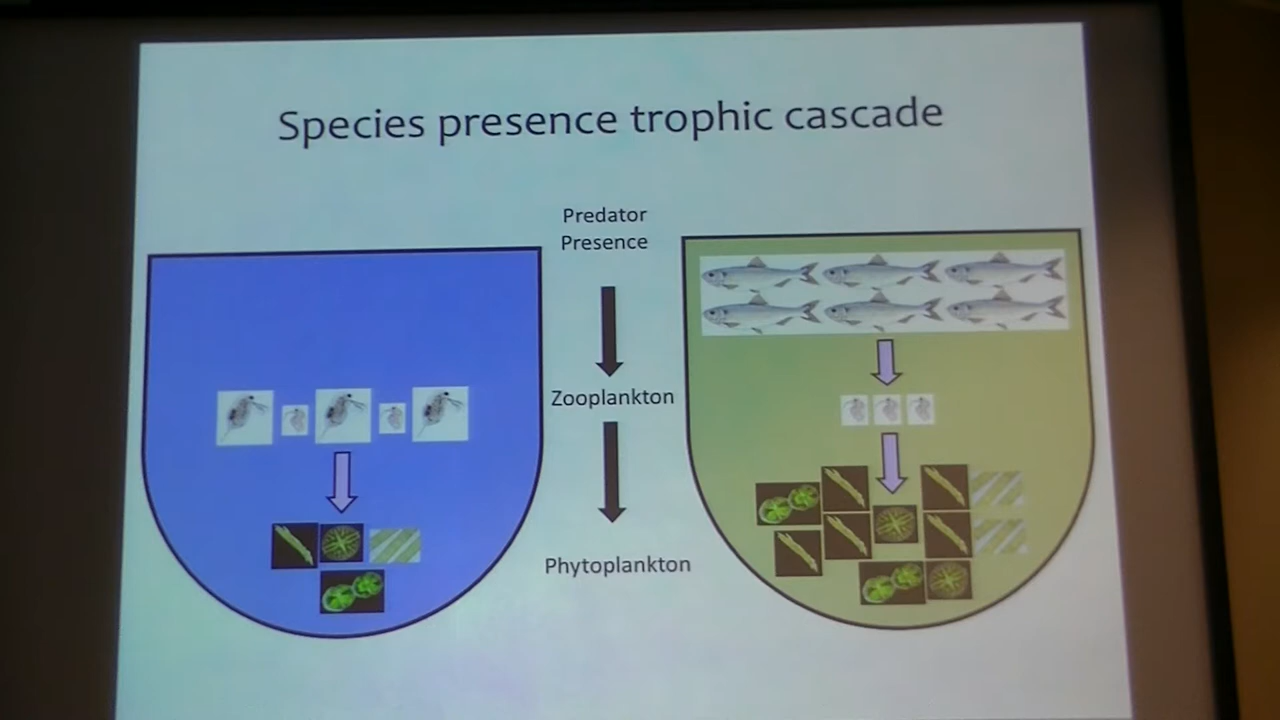 Species presence trophic cascade
Predator
Presence
Zooplankton
Phytoplankton